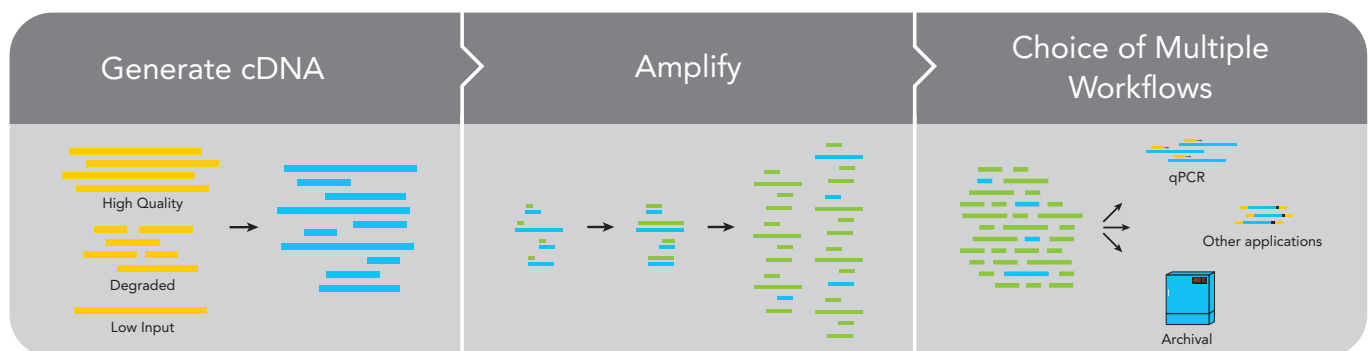 Generate cDNA
Amplify
Choice of Multiple
Workflows
High Quality
Degraded
Low Input
qPCR
Other applications
Archival